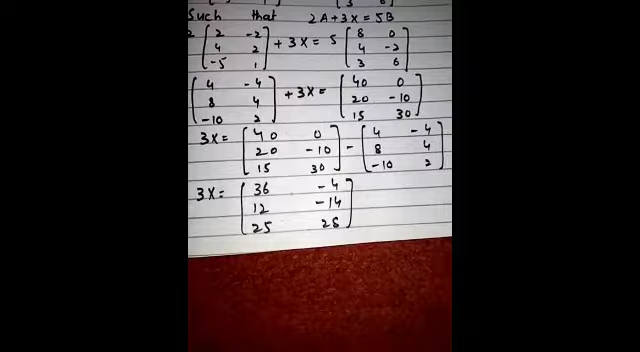 Such that 2A+3X=5B
2 [2 -2; 4 2; -5 1] + 3X = 5 [8 0; 4 -2; 3 6]
[4 -4; 8 4; -10 2] + 3X = [40 0; 20 -10; 15 30]
3X = [40 0; 20 -10; 15 30] - [4 -4; 8 4; -10 2]
3X = [36 -4; 12 -14; 25 28]